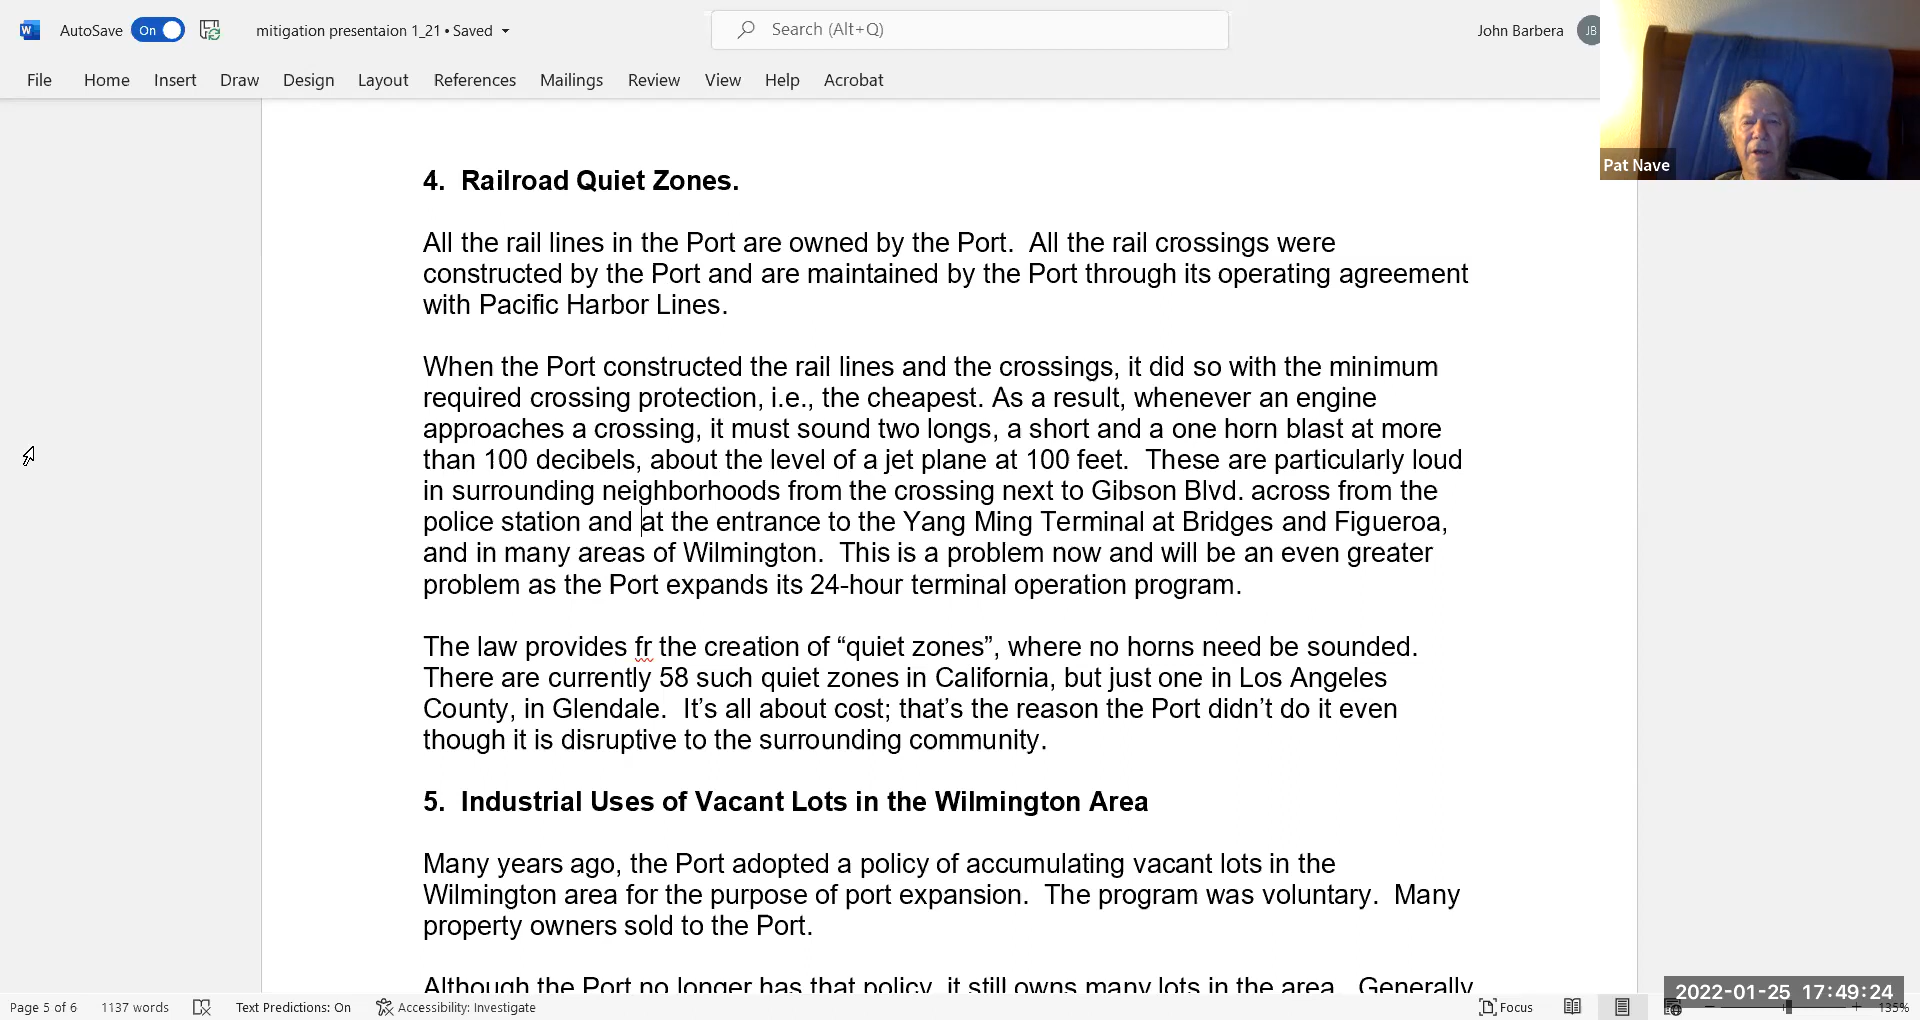 AutoSave On mitigation presentaion 1_21 • Saved Search (Alt+Q) John Barbera JB
File Home Insert Draw Design Layout References Mailings Review View Help Acrobat
Pat Nave
4. Railroad Quiet Zones.
All the rail lines in the Port are owned by the Port. All the rail crossings were
constructed by the Port and are maintained by the Port through its operating agreement
with Pacific Harbor Lines.
When the Port constructed the rail lines and the crossings, it did so with the minimum
required crossing protection, i.e., the cheapest. As a result, whenever an engine
approaches a crossing, it must sound two longs, a short and a one horn blast at more
than 100 decibels, about the level of a jet plane at 100 feet. These are particularly loud
in surrounding neighborhoods from the crossing next to Gibson Blvd. across from the
police station and at the entrance to the Yang Ming Terminal at Bridges and Figueroa,
and in many areas of Wilmington. This is a problem now and will be an even greater
problem as the Port expands its 24-hour terminal operation program.
The law provides fr the creation of “quiet zones”, where no horns need be sounded.
There are currently 58 such quiet zones in California, but just one in Los Angeles
County, in Glendale. It’s all about cost; that’s the reason the Port didn’t do it even
though it is disruptive to the surrounding community.
5. Industrial Uses of Vacant Lots in the Wilmington Area
Many years ago, the Port adopted a policy of accumulating vacant lots in the
Wilmington area for the purpose of port expansion. The program was voluntary. Many
property owners sold to the Port.
Although the Port no longer has that policy, it still owns many lots in the area. Generally
2022-01-25 17:49:24
Page 5 of 6 1137 words Text Predictions: On Accessibility: Investigate Focus 135%